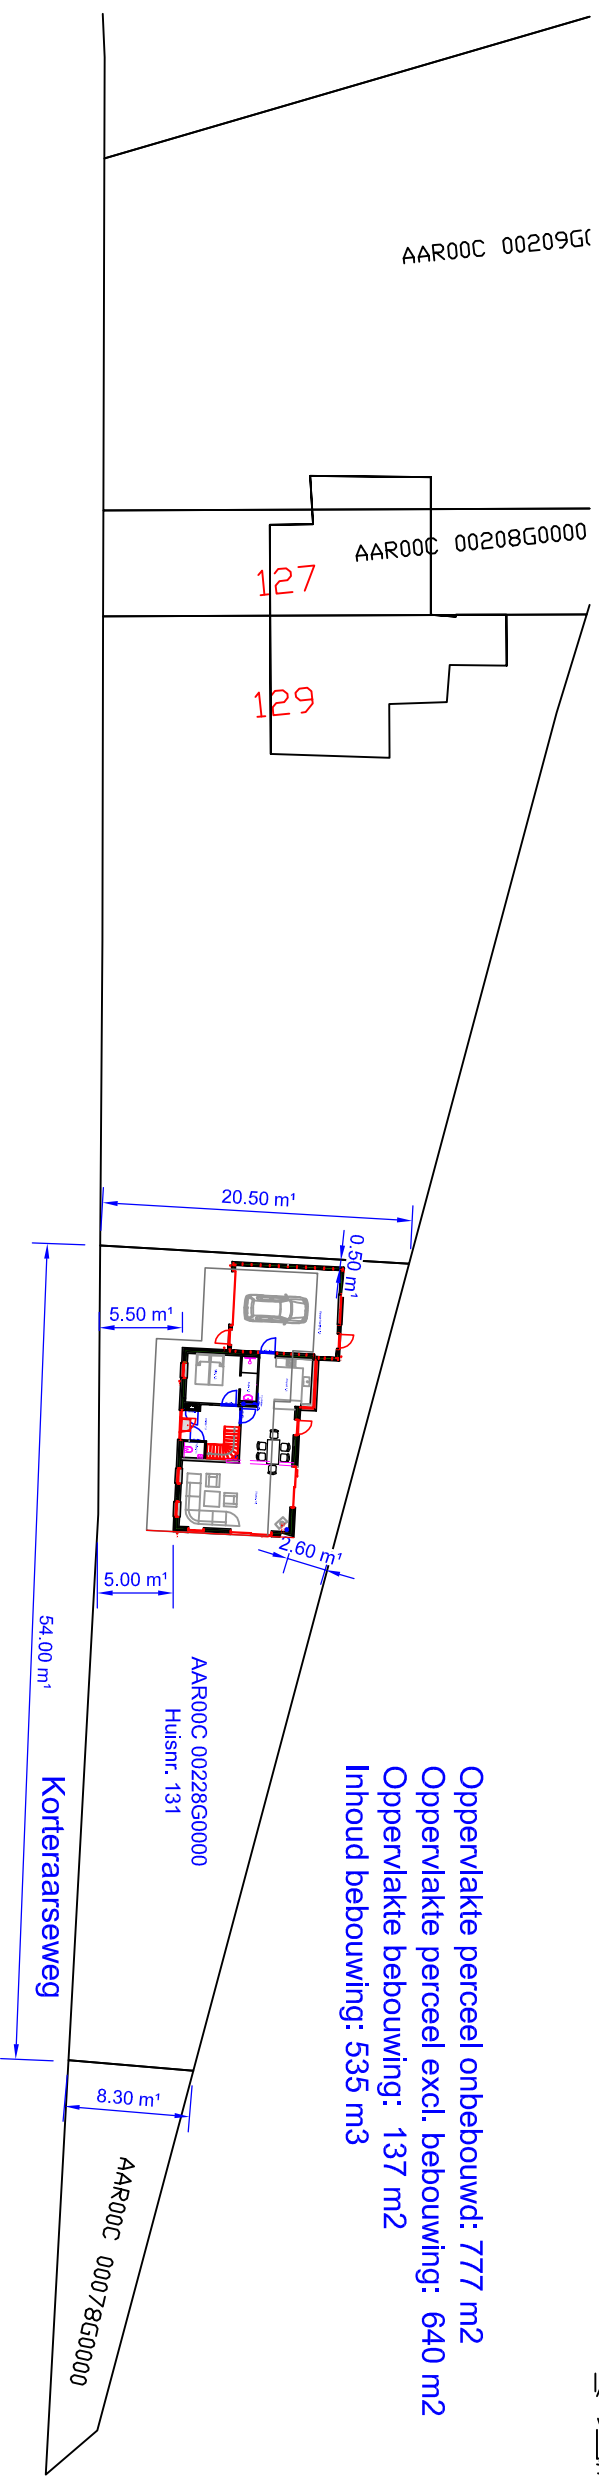 AAR00C 00209G0
AAR00C 00208G0000
127
129
20.50 m¹
0.50 m¹
5.50 m¹
2.60 m¹
5.00 m¹
54.00 m¹
AAR00C 00228G0000
Huisnr. 131
Korteraarseweg
Oppervlakte perceel onbebouwd: 777 m2
Oppervlakte perceel excl. bebouwing: 640 m2
Oppervlakte bebouwing: 137 m2
Inhoud bebouwing: 535 m3
8.30 m¹
AAR00C 00078G0000